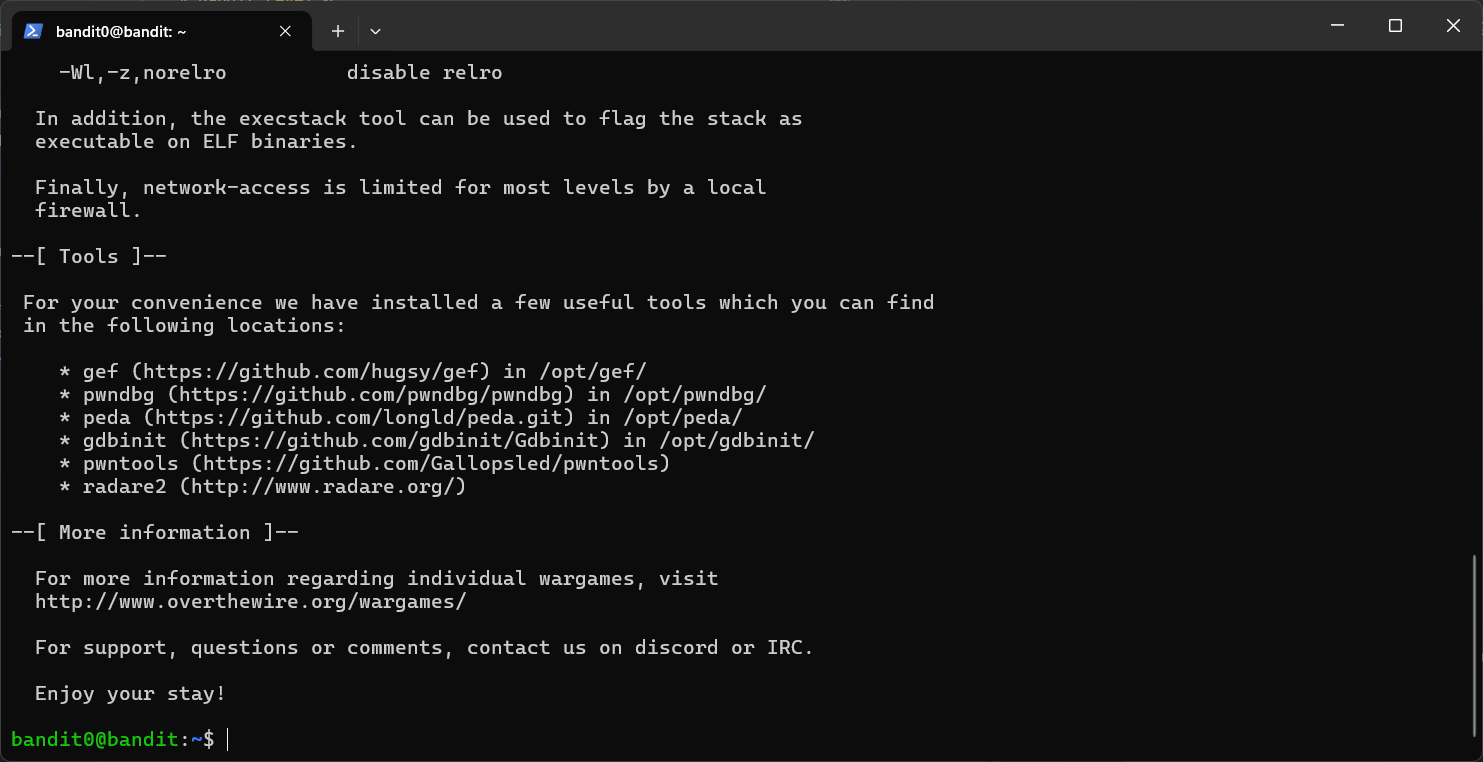 bandit0@bandit: ~
-Wl,-z,norelro disable relro
In addition, the execstack tool can be used to flag the stack as
executable on ELF binaries.
Finally, network-access is limited for most levels by a local
firewall.
--[ Tools ]--
For your convenience we have installed a few useful tools which you can find
in the following locations:
* gef (https://github.com/hugsy/gef) in /opt/gef/
* pwndbg (https://github.com/pwndbg/pwndbg) in /opt/pwndbg/
* peda (https://github.com/longld/peda.git) in /opt/peda/
* gdbinit (https://github.com/gdbinit/Gdbinit) in /opt/gdbinit/
* pwntools (https://github.com/Gallopsled/pwntools)
* radare2 (http://www.radare.org/)
--[ More information ]--
For more information regarding individual wargames, visit
http://www.overthewire.org/wargames/
For support, questions or comments, contact us on discord or IRC.
Enjoy your stay!
bandit0@bandit:~$